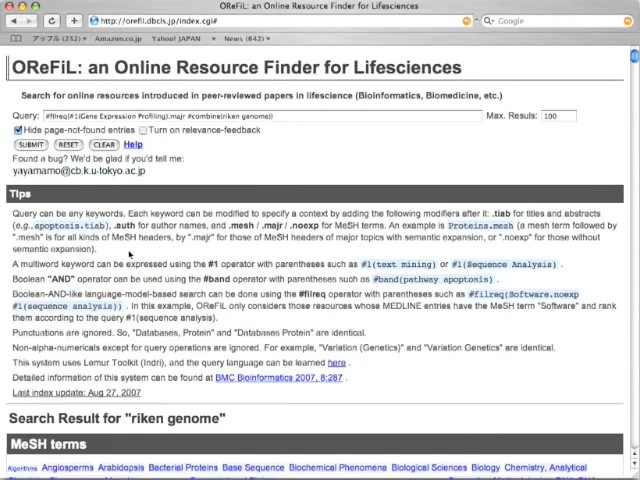 OReFiL: an Online Resource Finder for Lifesciences
http://orefil.dbcls.jp/index.cgi#
Google
アップル (232) Amazon.co.jp Yahoo! JAPAN News (642)
OReFiL: an Online Resource Finder for Lifesciences
Search for online resources introduced in peer-reviewed papers in lifescience (Bioinformatics, Biomedicine, etc.)
Query: #filreq(#1(Gene Expression Profiling).majr #combine(riken genome)) Max. Resuls: 100
Hide page-not-found entries Turn on relevance-feedback
SUBMIT RESET CLEAR Help
Found a bug? We'd be glad if you'd tell me:
yayamamo@cb.k.u-tokyo.ac.jp
Tips
Query can be any keywords. Each keyword can be modified to specify a context by adding the following modifiers after it: .tiab for titles and abstracts
(e.g.,apoptosis.tiab), .auth for author names, and .mesh / .majr / .noexp for MeSH terms. An example is Proteins.mesh (a mesh term followed by
".mesh" is for all kinds of MeSH headers, by ".majr" for those of MeSH headers of major topics with semantic expansion, or ".noexp" for those without
semantic expansion).
A multiword keyword can be expressed using the #1 operator with parentheses such as #1(text mining) or #1(Sequence Analysis) .
Boolean "AND" operator can be used using the #band operator with parentheses such as #band(pathway apoptosis) .
Boolean-AND-like language-model-based search can be done using the #filreq operator with parentheses such as #filreq(Software.noexp
#1(sequence analysis)) . In this example, OReFiL only considers those resources whose MEDLINE entries have the MeSH term "Software" and rank
them according to the query #1(sequence analysis).
Punctuations are ignored. So, "Databases, Protein" and "Databases Protein" are identical.
Non-alpha-numericals except for query operators are ignored. For example, "Variation (Genetics)" and "Variation Genetics" are identical.
This system uses Lemur Toolkit (Indri), and the query language can be learned here .
Detailed information of this system can be found at BMC Bioinformatics 2007, 8:287 .
Last index update: Aug 27, 2007
Search Result for "riken genome"
MeSH terms
Algorithms Angiosperms Arabidopsis Bacterial Proteins Base Sequence Biochemical Phenomena Biological Sciences Biology Chemistry, Analytical